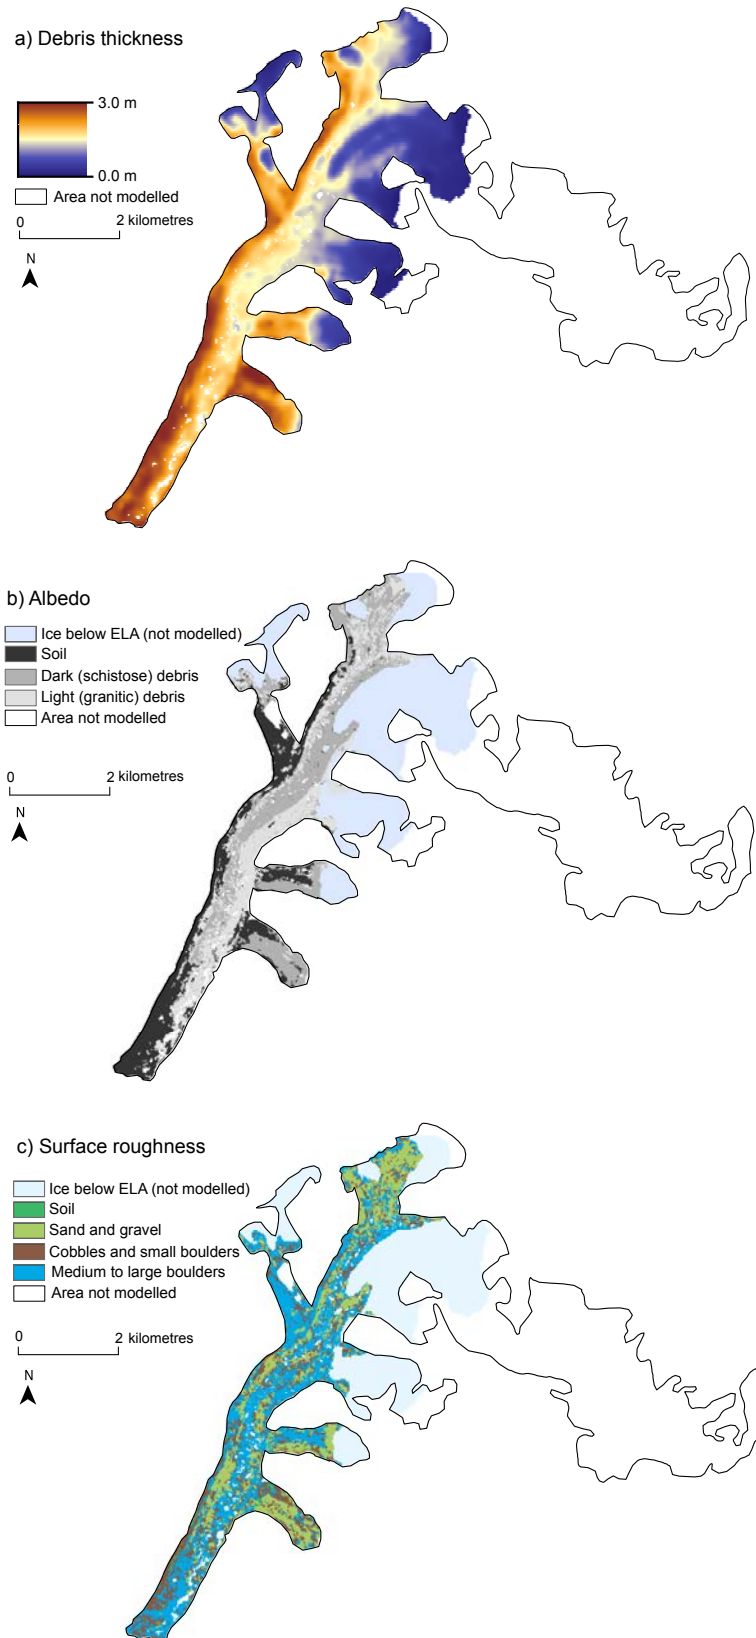 a) Debris thickness
3.0 m
0.0 m
Area not modelled
0 2 kilometres
N
b) Albedo
Ice below ELA (not modelled)
Soil
Dark (schistose) debris
Light (granitic) debris
Area not modelled
0 2 kilometres
N
c) Surface roughness
Ice below ELA (not modelled)
Soil
Sand and gravel
Cobbles and small boulders
Medium to large boulders
Area not modelled
0 2 kilometres
N